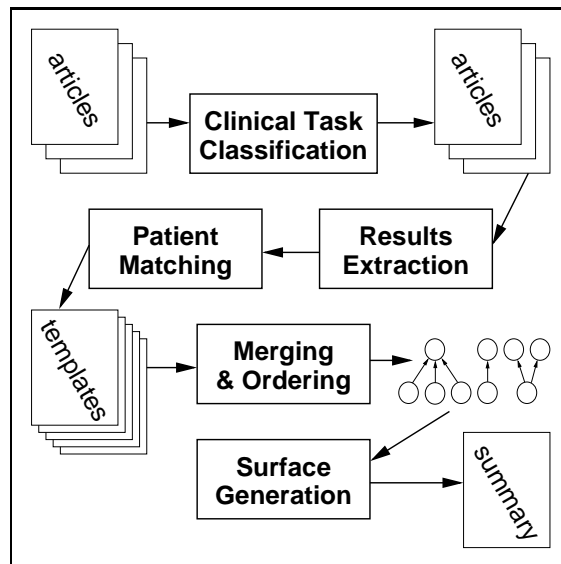 articles
Clinical Task
Classification
articles
Patient
Matching
Results
Extraction
templates
Merging
& Ordering
Surface
Generation
summary